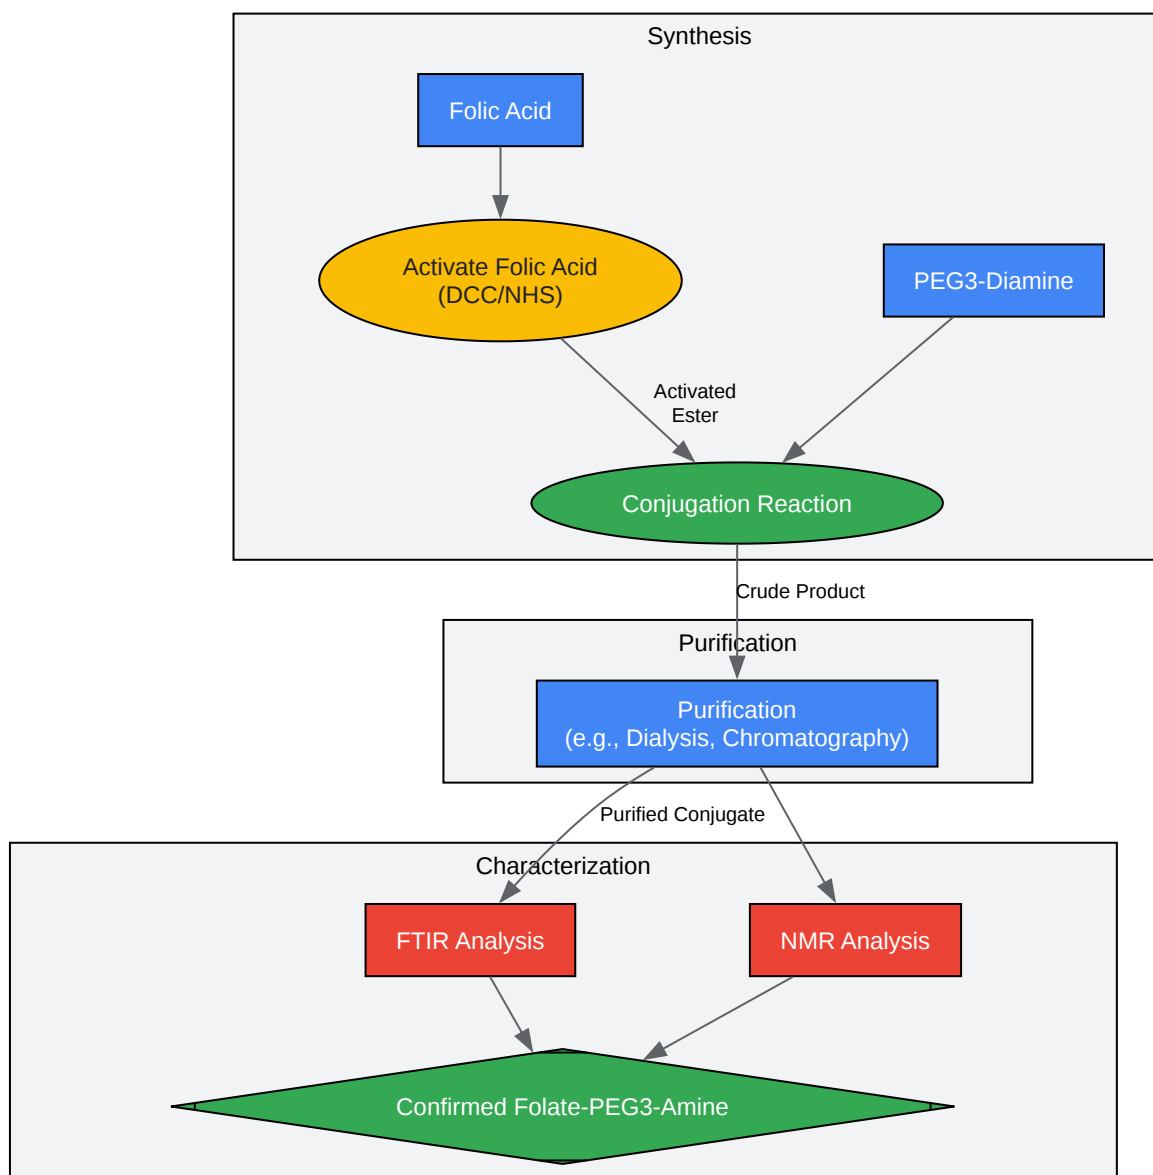 Synthesis
Folic Acid
Activate Folic Acid
(DCC/NHS)
PEG3-Diamine
Activated
Ester
Conjugation Reaction
Crude Product
Purification
Purification
(e.g., Dialysis, Chromatography)
Purified Conjugate
Characterization
FTIR Analysis
NMR Analysis
Confirmed Folate-PEG3-Amine